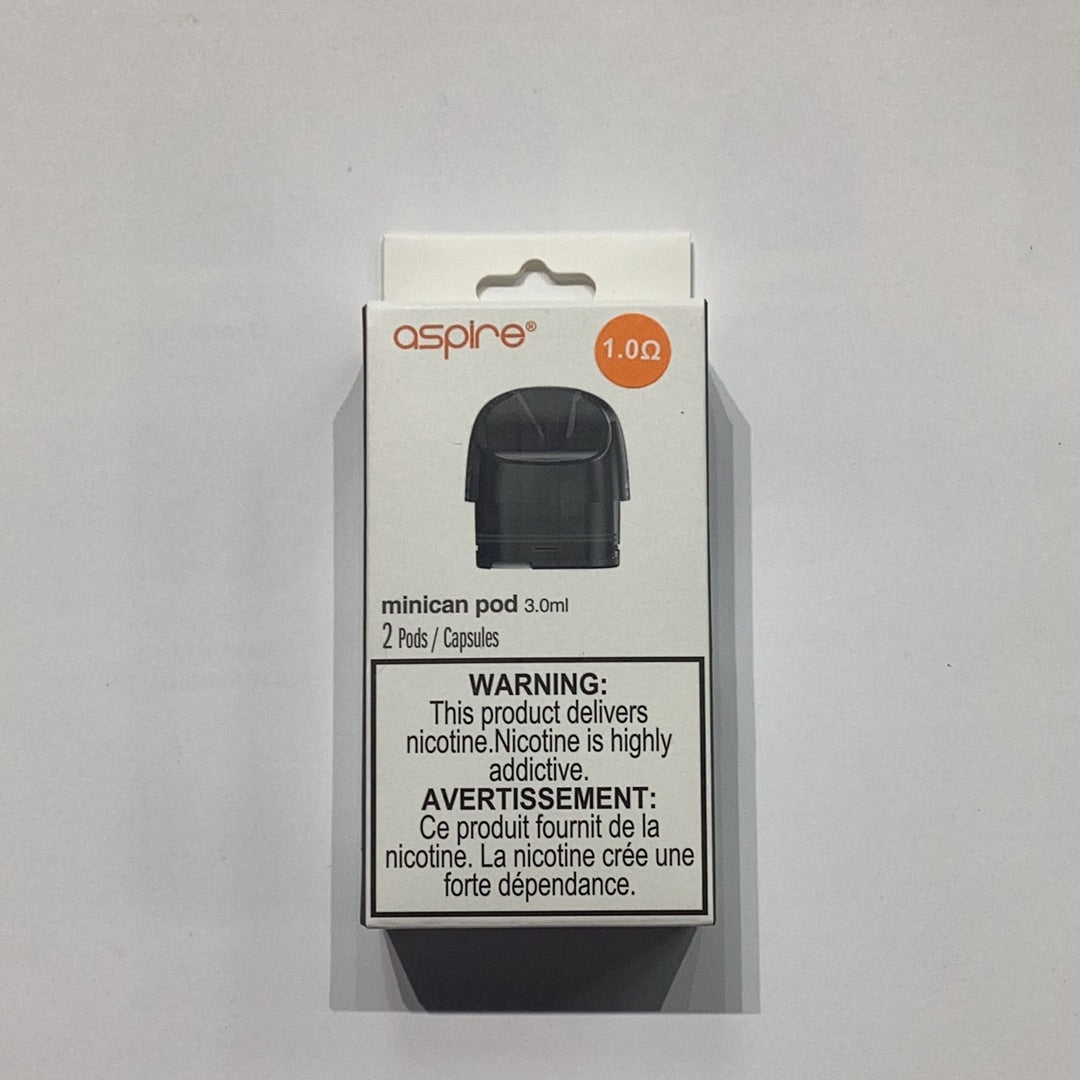 aspire®
1.0Ω
minican pod 3.0ml
2 Pods / Capsules
WARNING:
This product delivers
nicotine.Nicotine is highly
addictive.
AVERTISSEMENT:
Ce produit fournit de la
nicotine. La nicotine crée une
forte dépendance.